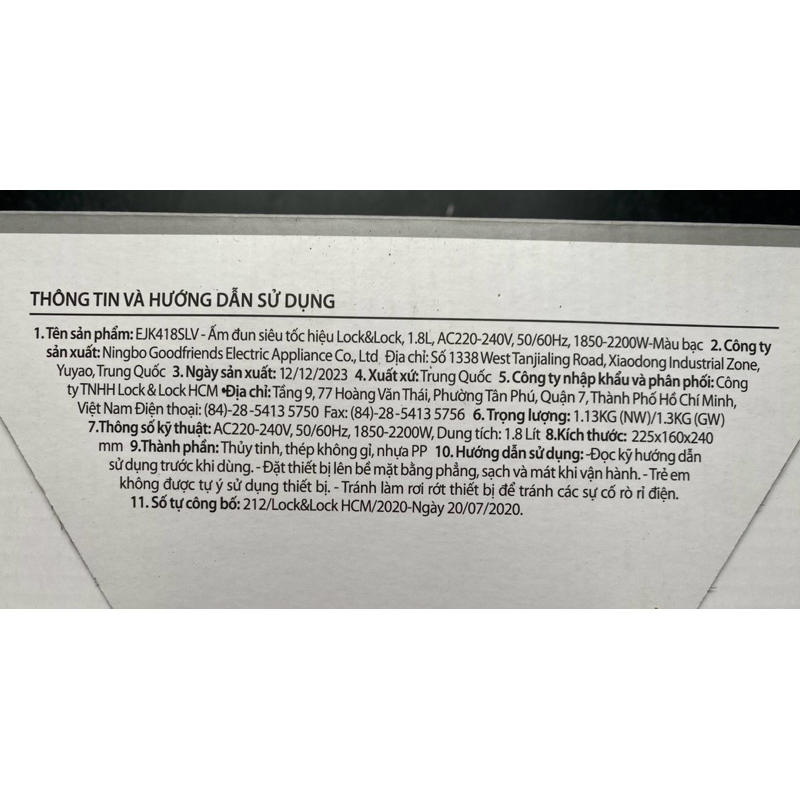 THÔNG TIN VÀ HƯỚNG DẪN SỬ DỤNG
1. Tên sản phẩm: EJK418SLV - Ấm đun siêu tốc hiệu Lock&Lock, 1.8L, AC220-240V, 50/60Hz, 1850-2200W-Màu bạc 2. Công ty
sản xuất: Ningbo Goodfriends Electric Appliance Co., Ltd Địa chỉ: Số 1338 West Tanjialing Road, Xiaodong Industrial Zone,
Yuyao, Trung Quốc 3. Ngày sản xuất: 12/12/2023 4. Xuất xứ: Trung Quốc 5. Công ty nhập khẩu và phân phối: Công
ty TNHH Lock & Lock HCM •Địa chỉ: Tầng 9, 77 Hoàng Văn Thái, Phường Tân Phú, Quận 7, Thành Phố Hồ Chí Minh,
Việt Nam Điện thoại: (84)-28-5413 5750 Fax: (84)-28-5413 5756 6. Trọng lượng: 1.13KG (NW)/1.3KG (GW)
7.Thông số kỹ thuật: AC220-240V, 50/60Hz, 1850-2200W, Dung tích: 1.8 Lít 8.Kích thước: 225x160x240
mm 9.Thành phần: Thủy tinh, thép không gỉ, nhựa PP 10. Hướng dẫn sử dụng: -Đọc kỹ hướng dẫn
sử dụng trước khi dùng. - Đặt thiết bị lên bề mặt bằng phẳng, sạch và mát khi vận hành. - Trẻ em
không được tự ý sử dụng thiết bị. - Tránh làm rơi rớt thiết bị để tránh các sự cố rò rỉ điện.
11. Số tự công bố: 212/Lock&Lock HCM/2020-Ngày 20/07/2020.